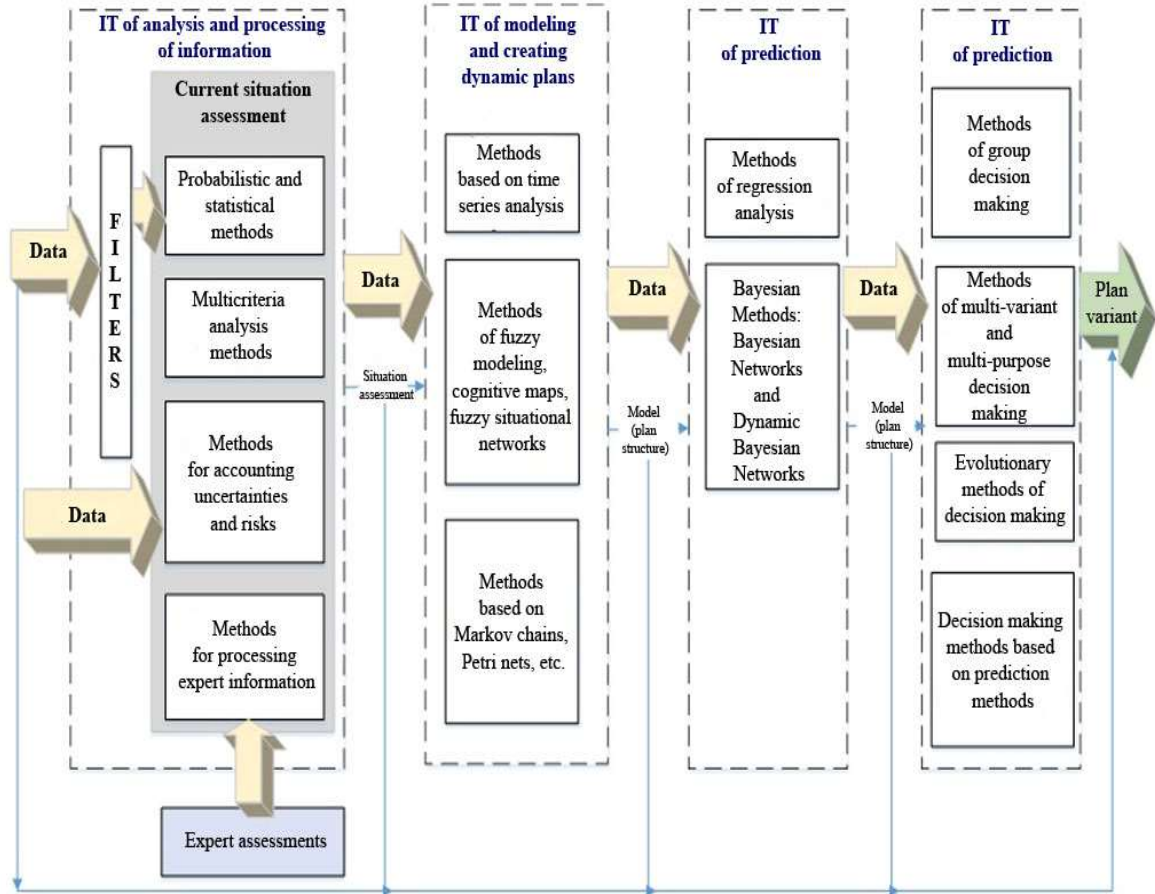 IT of analysis and processing
of information
Current situation
assessment
F
I
L
T
E
R
S
Data
Probabilistic and
statistical
methods
Multicriteria
analysis
methods
Methods
for accounting
uncertainties
and risks
Data
Methods
for processing
expert information
Expert assessments
Data
Situation
assessment
IT of modeling
and creating
dynamic plans
Methods
based on time
series analysis
Methods
of fuzzy
modeling,
cognitive maps,
fuzzy situational
networks
Methods
based on
Markov chains,
Petri nets, etc.
Data
Model
(plan
structure)
IT
of prediction
Methods
of regression
analysis
Bayesian
Methods:
Bayesian
Networks
and
Dynamic
Bayesian
Networks
Data
Model
(plan
structure)
IT
of prediction
Methods
of group
decision
making
Methods
of multi-variant
and
multi-purpose
decision
making
Evolutionary
methods of
decision making
Decision making
methods based
on prediction
methods
Plan
variant